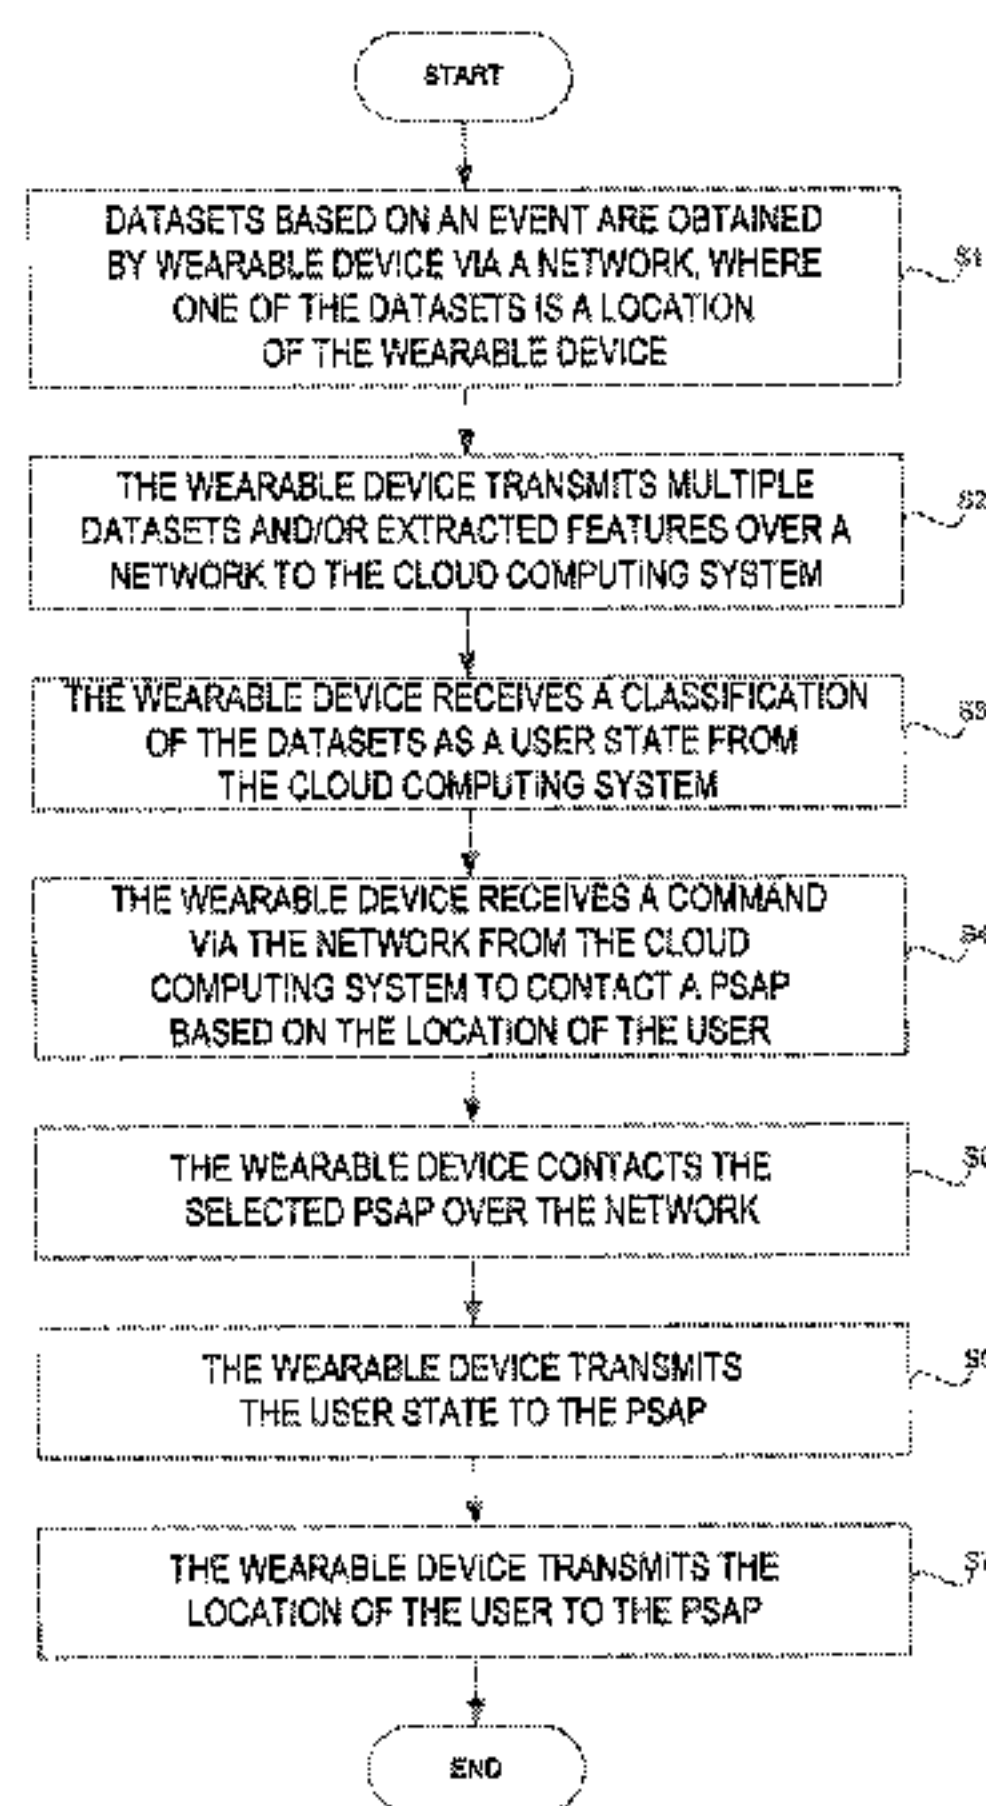 START
DATASETS BASED ON AN EVENT ARE OBTAINED
BY WEARABLE DEVICE VIA A NETWORK, WHERE
ONE OF THE DATASETS IS A LOCATION
OF THE WEARABLE DEVICE
S1
THE WEARABLE DEVICE TRANSMITS MULTIPLE
DATASETS AND/OR EXTRACTED FEATURES OVER A
NETWORK TO THE CLOUD COMPUTING SYSTEM
S2
THE WEARABLE DEVICE RECEIVES A CLASSIFICATION
OF THE DATASETS AS A USER STATE FROM
THE CLOUD COMPUTING SYSTEM
S3
THE WEARABLE DEVICE RECEIVES A COMMAND
VIA THE NETWORK FROM THE CLOUD
COMPUTING SYSTEM TO CONTACT A PSAP
BASED ON THE LOCATION OF THE USER
S4
THE WEARABLE DEVICE CONTACTS THE
SELECTED PSAP OVER THE NETWORK
THE WEARABLE DEVICE TRANSMITS
THE USER STATE TO THE PSAP
THE WEARABLE DEVICE TRANSMITS THE
LOCATION OF THE USER TO THE PSAP
END